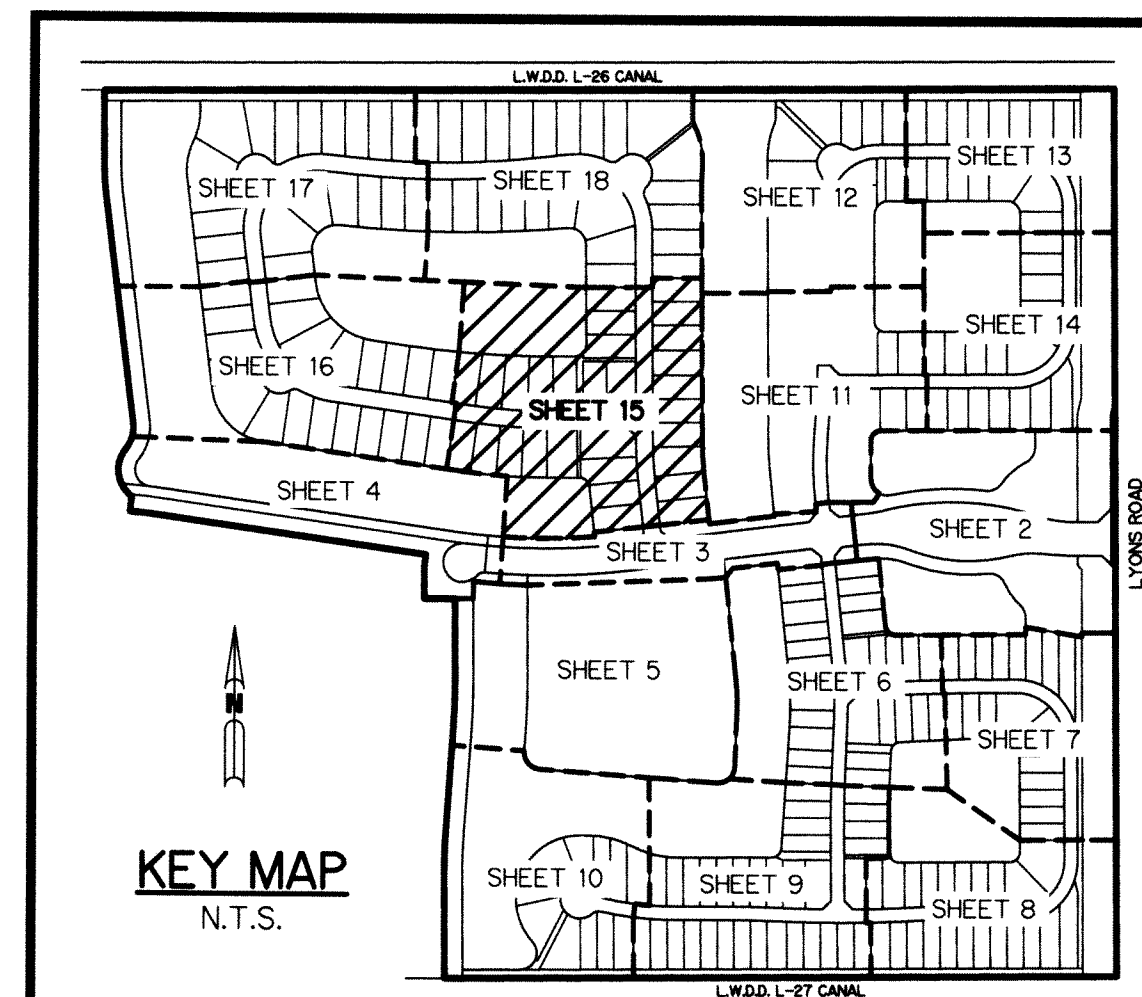 L.W.D.D. L-26 CANAL
SHEET 13
SHEET 17
SHEET 18
SHEET 12
SHEET 14
SHEET 16
SHEET 11
SHEET 15
SHEET 4
SHEET 2
SHEET 3
LYONS ROAD
SHEET 5
SHEET 6
N
SHEET 7
KEY MAP
N.T.S.
SHEET 10
SHEET 9
SHEET 8
L.W.D.D. L-27 CANAL